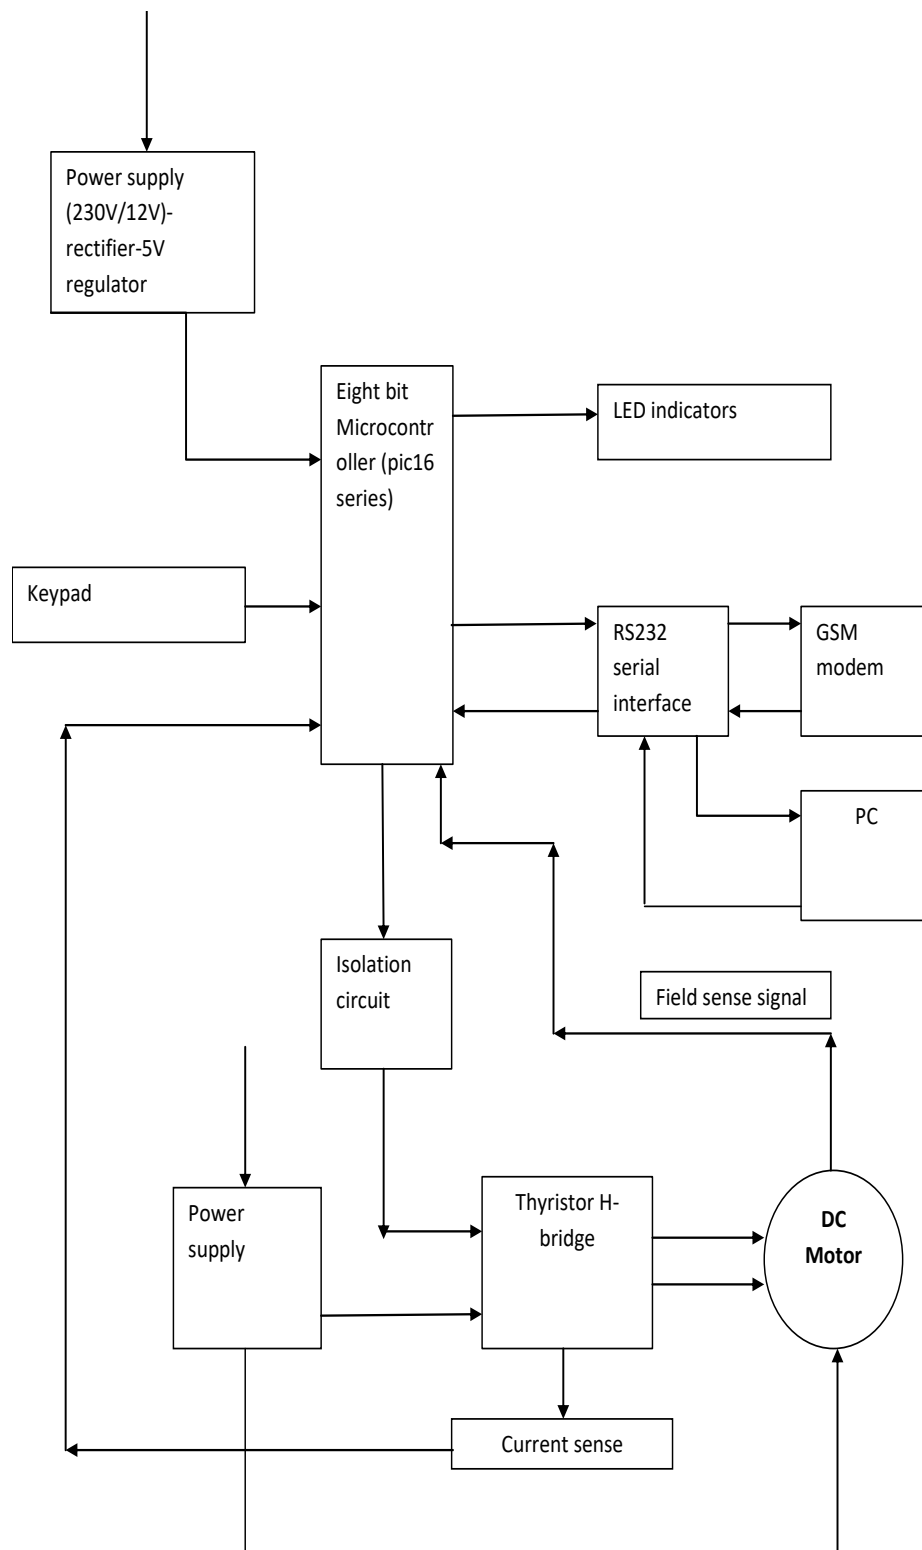 Power supply
(230V/12V)-
rectifier-5V
regulator
Eight bit
Microcontr
oller (pic16
series)
LED indicators
Keypad
RS232
serial
interface
GSM
modem
PC
Isolation
circuit
Field sense signal
Power
supply
Thyristor H-
bridge
DC
Motor
Current sense